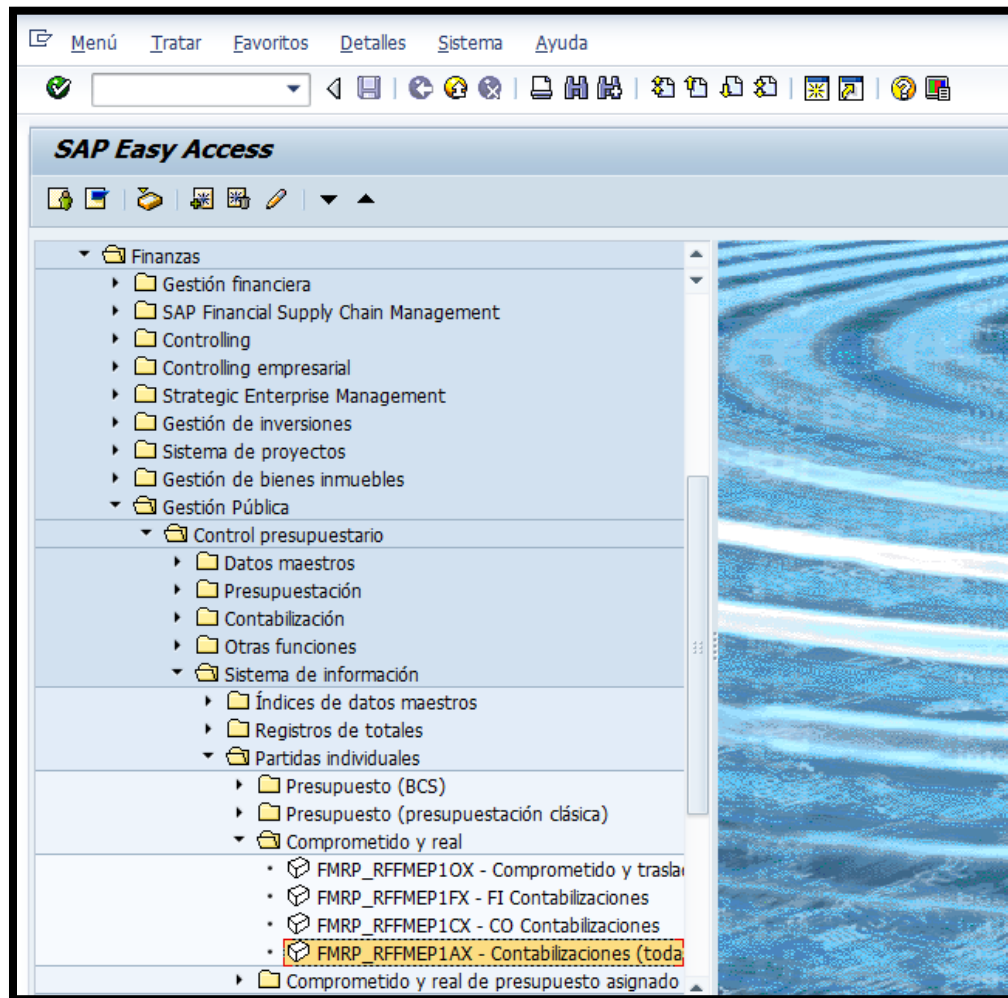 Menú Tratar Favoritos Detalles Sistema Ayuda
SAP Easy Access
Finanzas
Gestión financiera
SAP Financial Supply Chain Management
Controlling
Controlling empresarial
Strategic Enterprise Management
Gestión de inversiones
Sistema de proyectos
Gestión de bienes inmuebles
Gestión Pública
Control presupuestario
Datos maestros
Presupuestación
Contabilización
Otras funciones
Sistema de información
Índices de datos maestros
Registros de totales
Partidas individuales
Presupuesto (BCS)
Presupuesto (presupuestación clásica)
Comprometido y real
FMRP_RFFMEP1OX - Comprometido y trasla
FMRP_RFFMEP1FX - FI Contabilizaciones
FMRP_RFFMEP1CX - CO Contabilizaciones
FMRP_RFFMEP1AX - Contabilizaciones (toda
Comprometido y real de presupuesto asignado